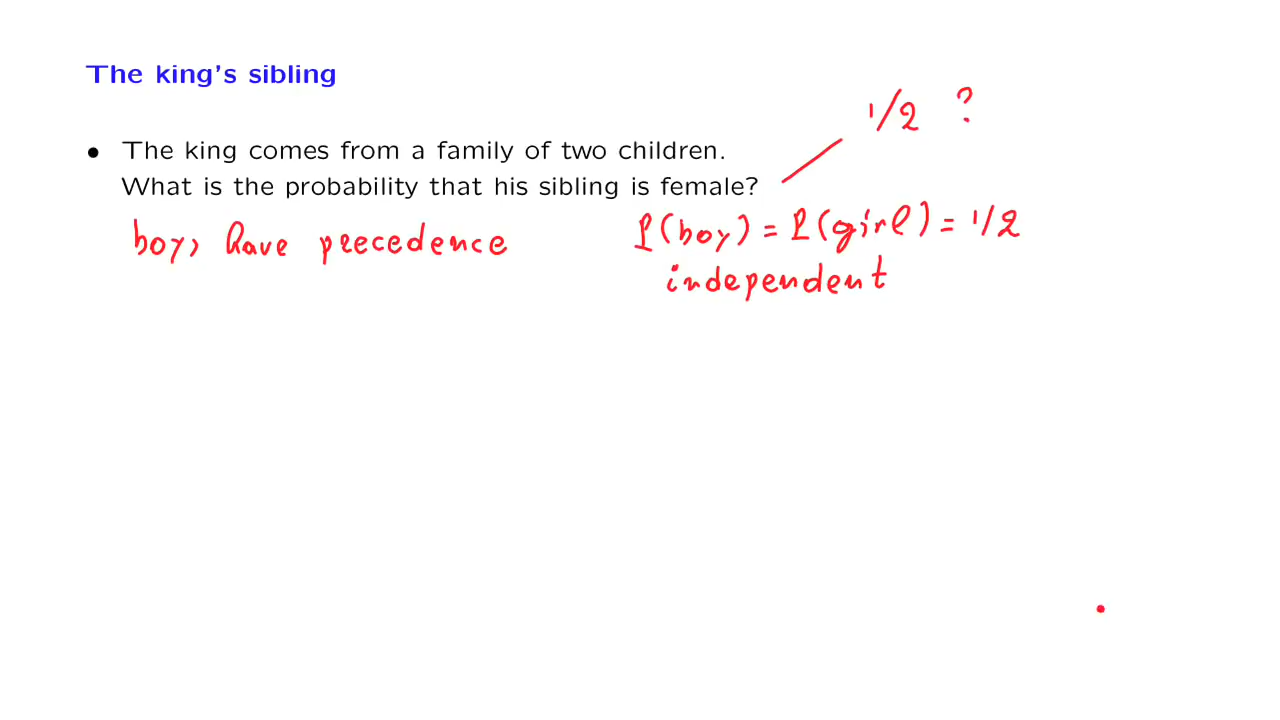 The king's sibling
1/2 ?
• The king comes from a family of two children.
What is the probability that his sibling is female?
boys have precedence
P(boy) = P(girl) = 1/2
independent